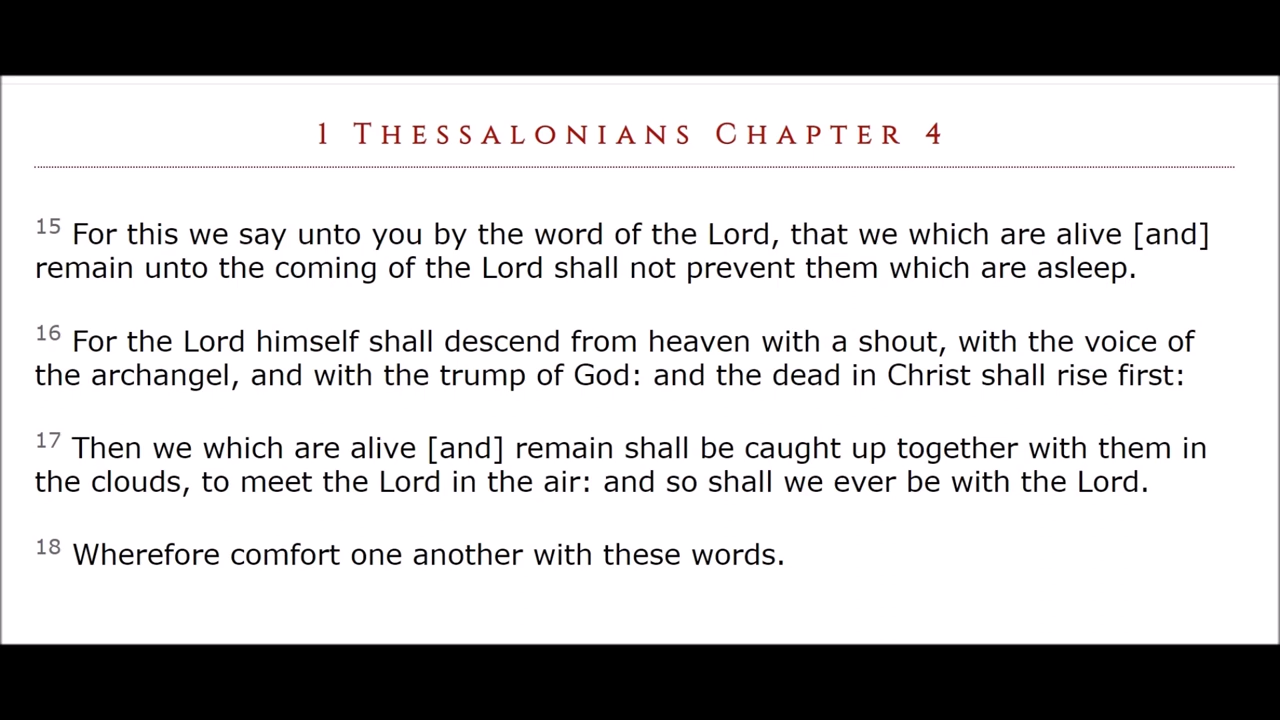 1 Thessalonians Chapter 4
15 For this we say unto you by the word of the Lord, that we which are alive [and]
remain unto the coming of the Lord shall not prevent them which are asleep.
16 For the Lord himself shall descend from heaven with a shout, with the voice of
the archangel, and with the trump of God: and the dead in Christ shall rise first:
17 Then we which are alive [and] remain shall be caught up together with them in
the clouds, to meet the Lord in the air: and so shall we ever be with the Lord.
18 Wherefore comfort one another with these words.